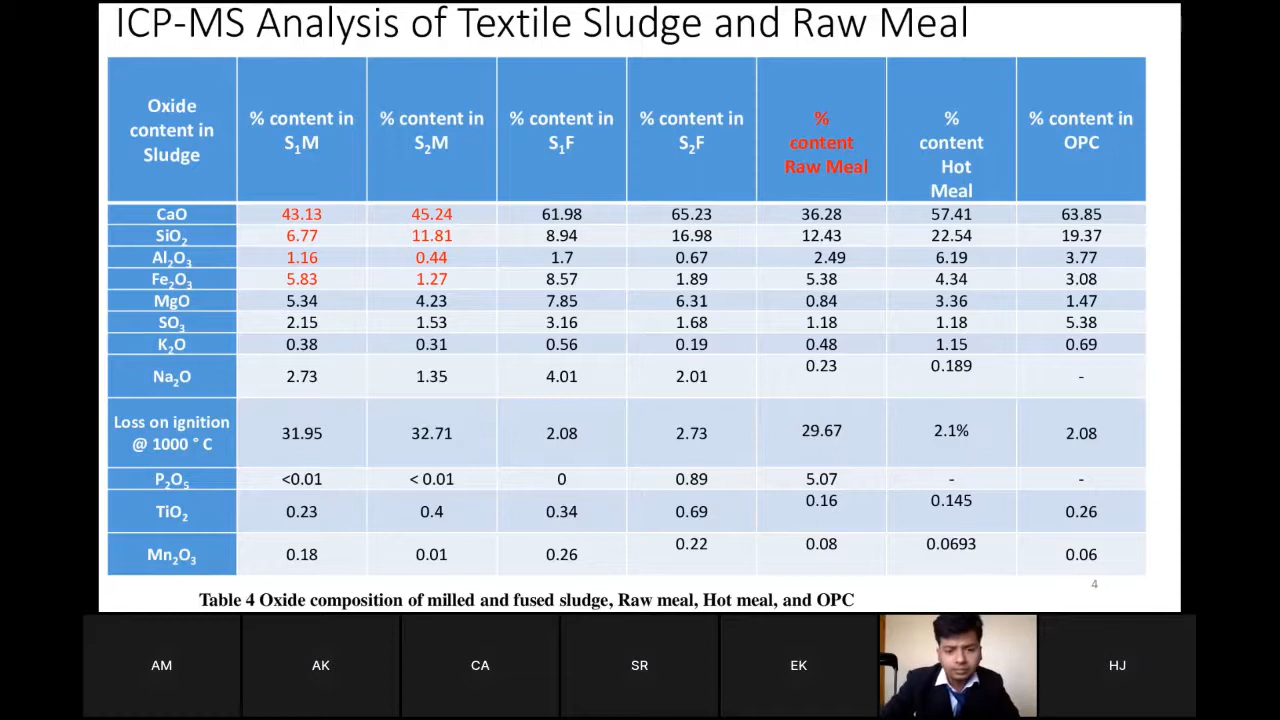 ICP-MS Analysis of Textile Sludge and Raw Meal
Oxide content in Sludge | % content in S₁M | % content in S₂M | % content in S₁F | % content in S₂F | % content Raw Meal | % content Hot Meal | % content in OPC
CaO 43.13 45.24 61.98 65.23 36.28 57.41 63.85
SiO₂ 6.77 11.81 8.94 16.98 12.43 22.54 19.37
Al₂O₃ 1.16 0.44 1.7 0.67 2.49 6.19 3.77
Fe₂O₃ 5.83 1.27 8.57 1.89 5.38 4.34 3.08
MgO 5.34 4.23 7.85 6.31 0.84 3.36 1.47
SO₃ 2.15 1.53 3.16 1.68 1.18 1.18 5.38
K₂O 0.38 0.31 0.56 0.19 0.48 1.15 0.69
Na₂O 2.73 1.35 4.01 2.01 0.23 0.189 -
Loss on ignition @ 1000 ° C 31.95 32.71 2.08 2.73 29.67 2.1% 2.08
P₂O₅ <0.01 < 0.01 0 0.89 5.07 - -
TiO₂ 0.23 0.4 0.34 0.69 0.16 0.145 0.26
Mn₂O₃ 0.18 0.01 0.26 0.22 0.08 0.0693 0.06
4
Table 4 Oxide composition of milled and fused sludge, Raw meal, Hot meal, and OPC
AM AK CA SR EK HJ